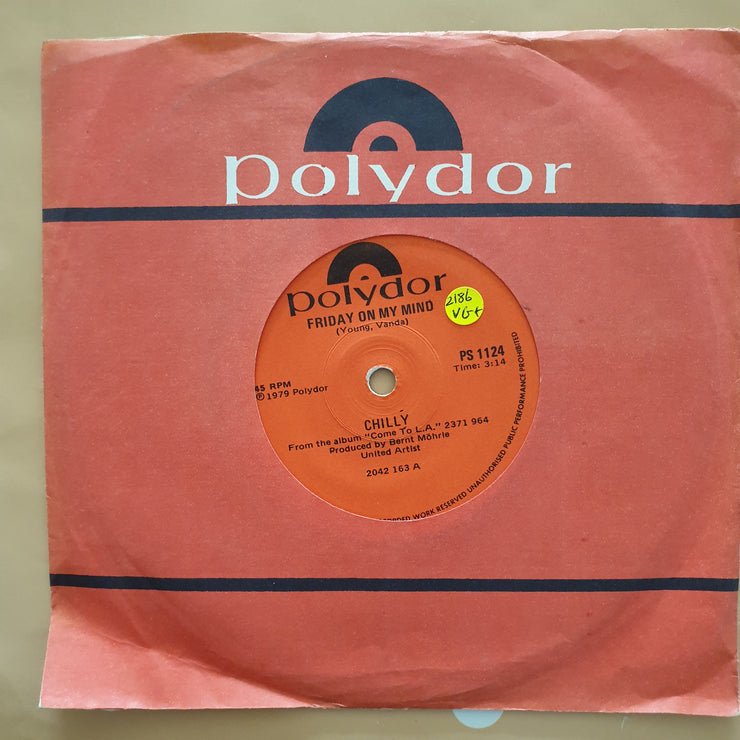 polydor
polydor
FRIDAY ON MY MIND
(Young, Vanda)
2186
VG+
PS 1124
Time: 3:14
45 RPM
℗ 1979 Polydor
CHILLY
From the album "Come To L.A." 2371 964
Produced by Bernt Möhrle
United Artist
2042 163 A
WORK RESERVED UNAUTHORISED PUBLIC PERFORMANCE PROHIBITED